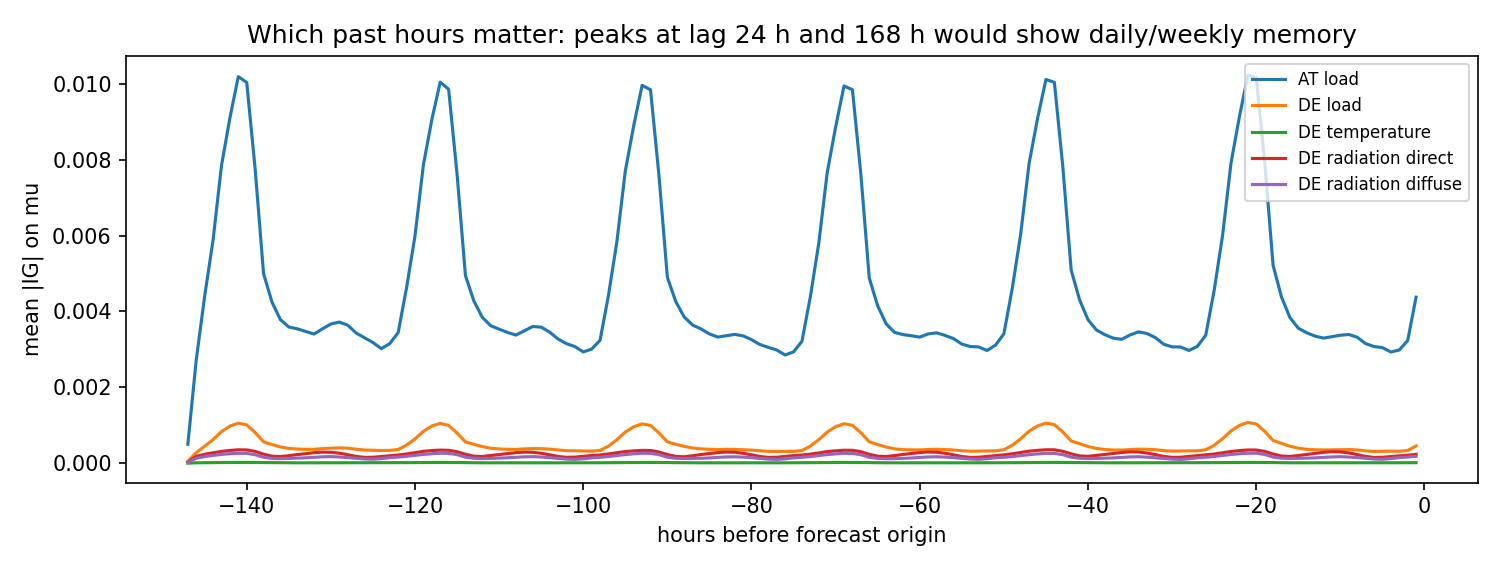 Which past hours matter: peaks at lag 24 h and 168 h would show daily/weekly memory
AT load
DE load
DE temperature
DE radiation direct
DE radiation diffuse
mean |IG| on mu
0.010
0.008
0.006
0.004
0.002
0.000
−140
−120
−100
−80
−60
−40
−20
0
hours before forecast origin